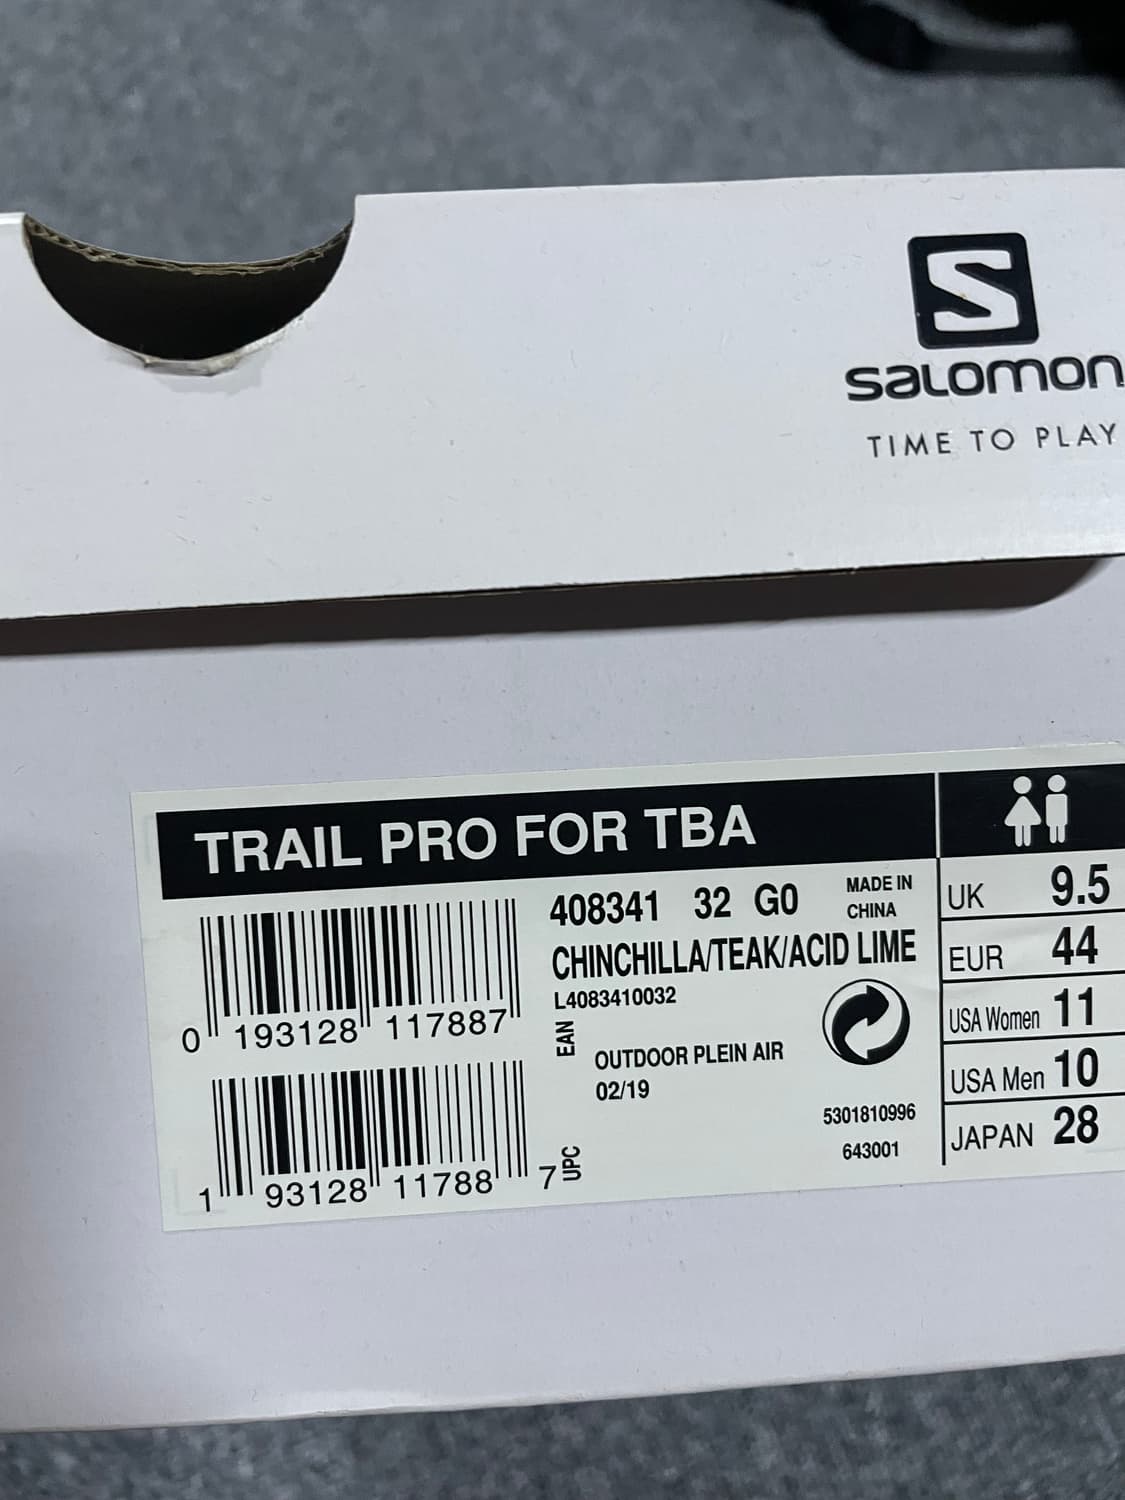 S
SALOMON
TIME TO PLAY
TRAIL PRO FOR TBA
408341 32 G0
MADE IN
CHINA
CHINCHILLA/TEAK/ACID LIME
L4083410032
0 193128 117887
EAN
OUTDOOR PLEIN AIR
02/19
5301810996
643001
1 93128 11788 7
UPC
UK 9.5
EUR 44
USA Women 11
USA Men 10
JAPAN 28